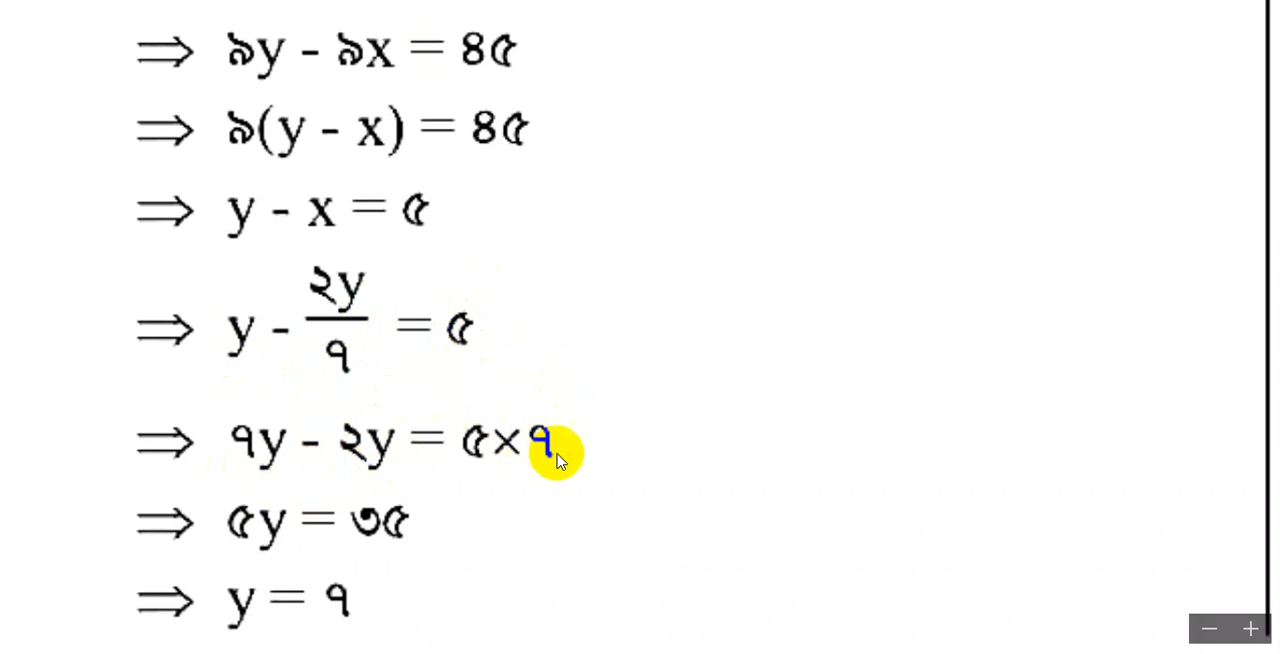 ⇒ ৯y - ৯x = ৪৫
⇒ ৯(y - x) = ৪৫
⇒ y - x = ৫
⇒ y - ২y/৭ = ৫
⇒ ৭y - ২y = ৫×৭
⇒ ৫y = ৩৫
⇒ y = ৭